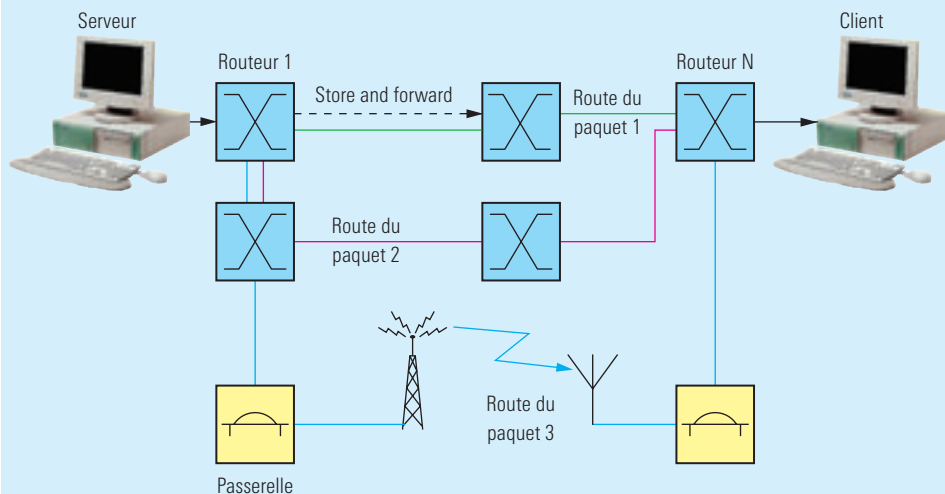 Serveur
Client
Routeur 1
Routeur N
Store and forward
Route du
paquet 1
Route du
paquet 2
Route du
paquet 3
Passerelle